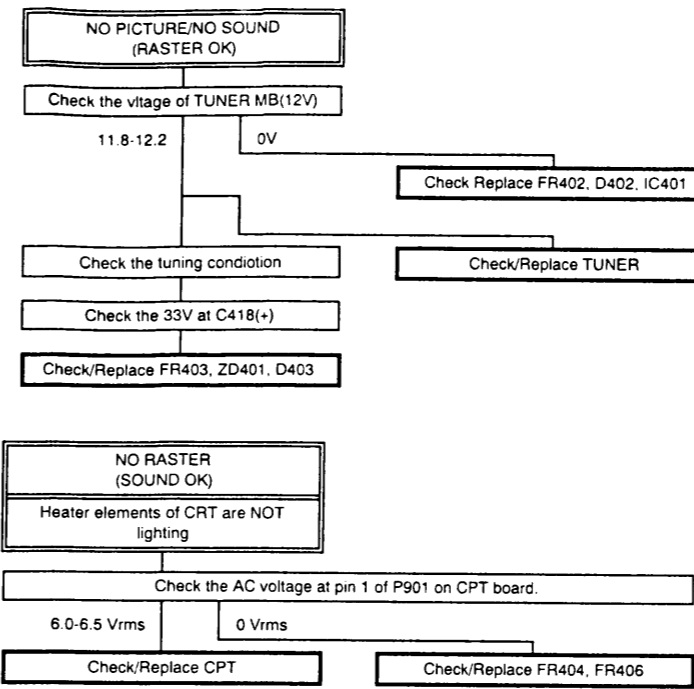 NO PICTURE/NO SOUND
(RASTER OK)
Check the vltage of TUNER MB(12V)
11.8-12.2
0V
Check Replace FR402, D402, IC401
Check the tuning condiotion
Check/Replace TUNER
Check the 33V at C418(+)
Check/Replace FR403, ZD401, D403
NO RASTER
(SOUND OK)
Heater elements of CRT are NOT
lighting
Check the AC voltage at pin 1 of P901 on CPT board.
6.0-6.5 Vrms
0 Vrms
Check/Replace CPT
Check/Replace FR404, FR406